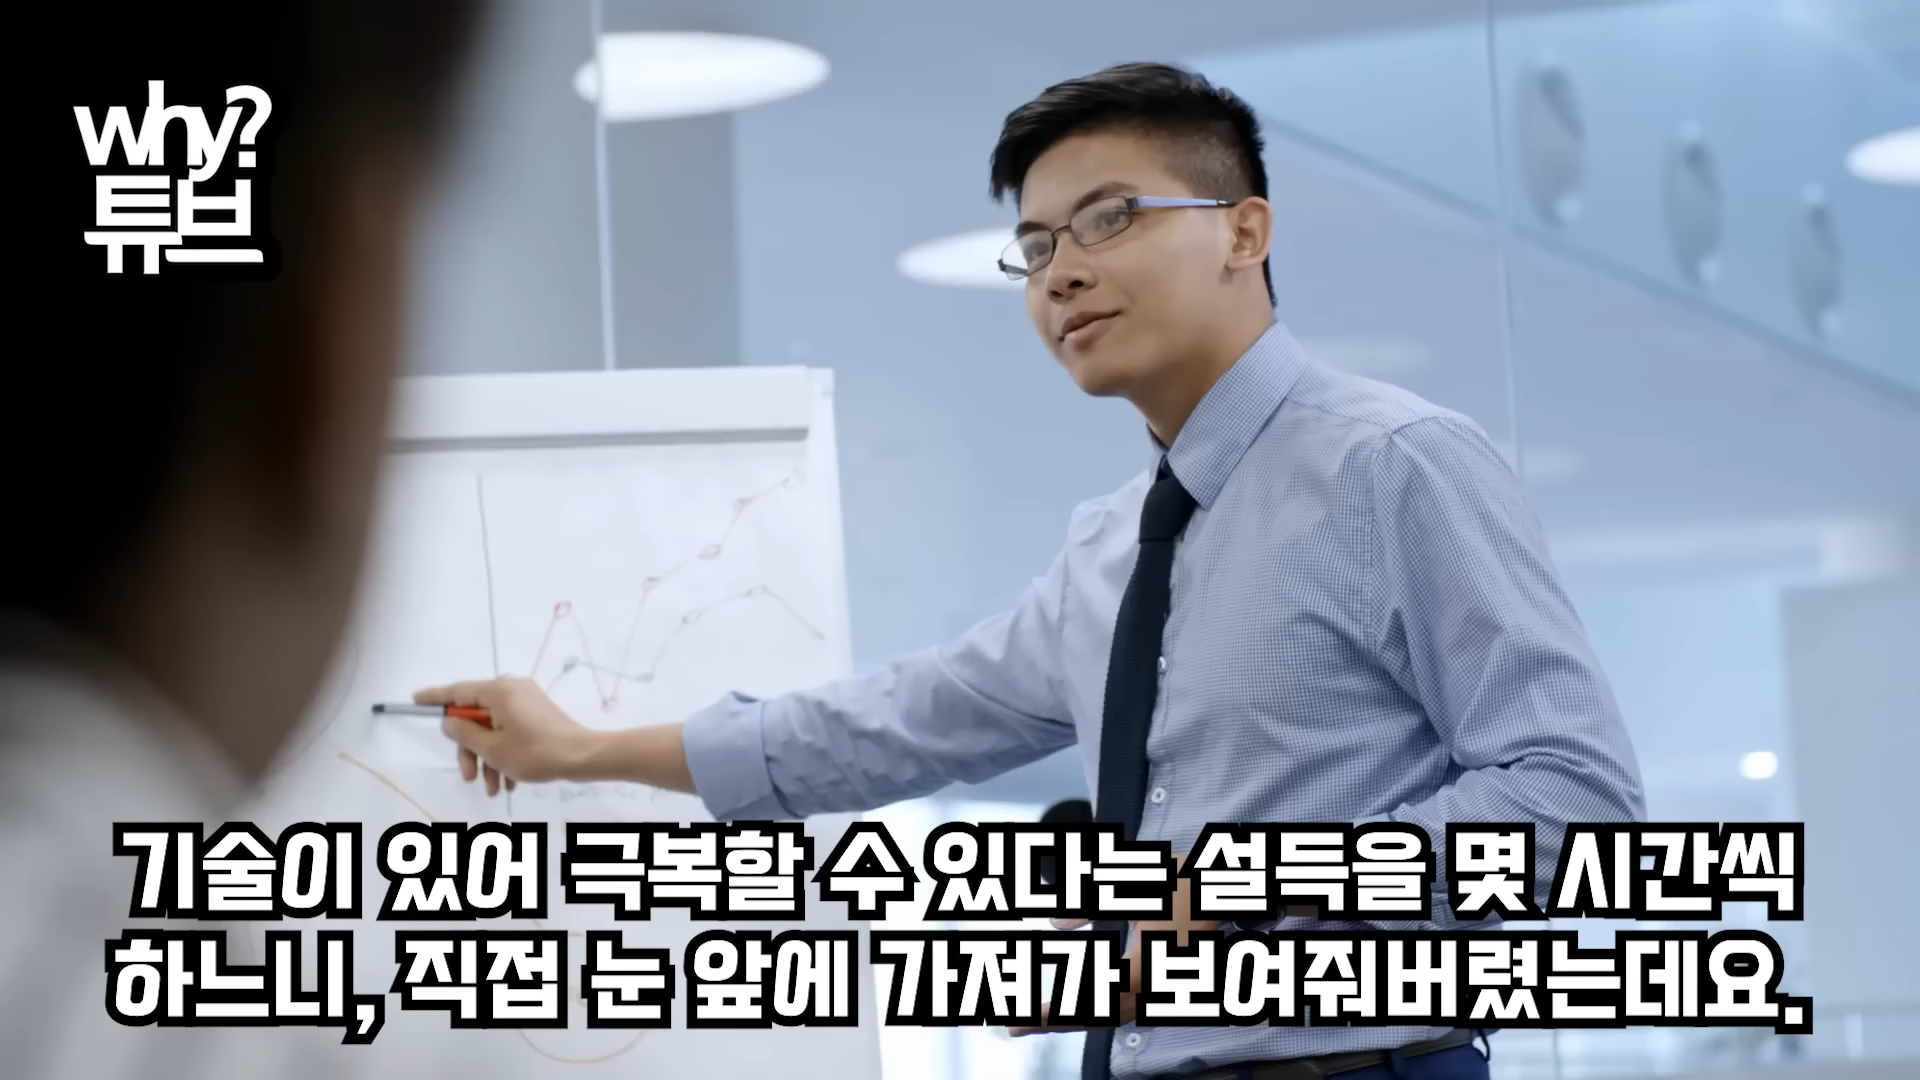 why?
튜브
기술이 있어 극복할 수 있다는 설득을 몇 시간씩
하느니, 직접 눈 앞에 가져가 보여줘버렸는데요.